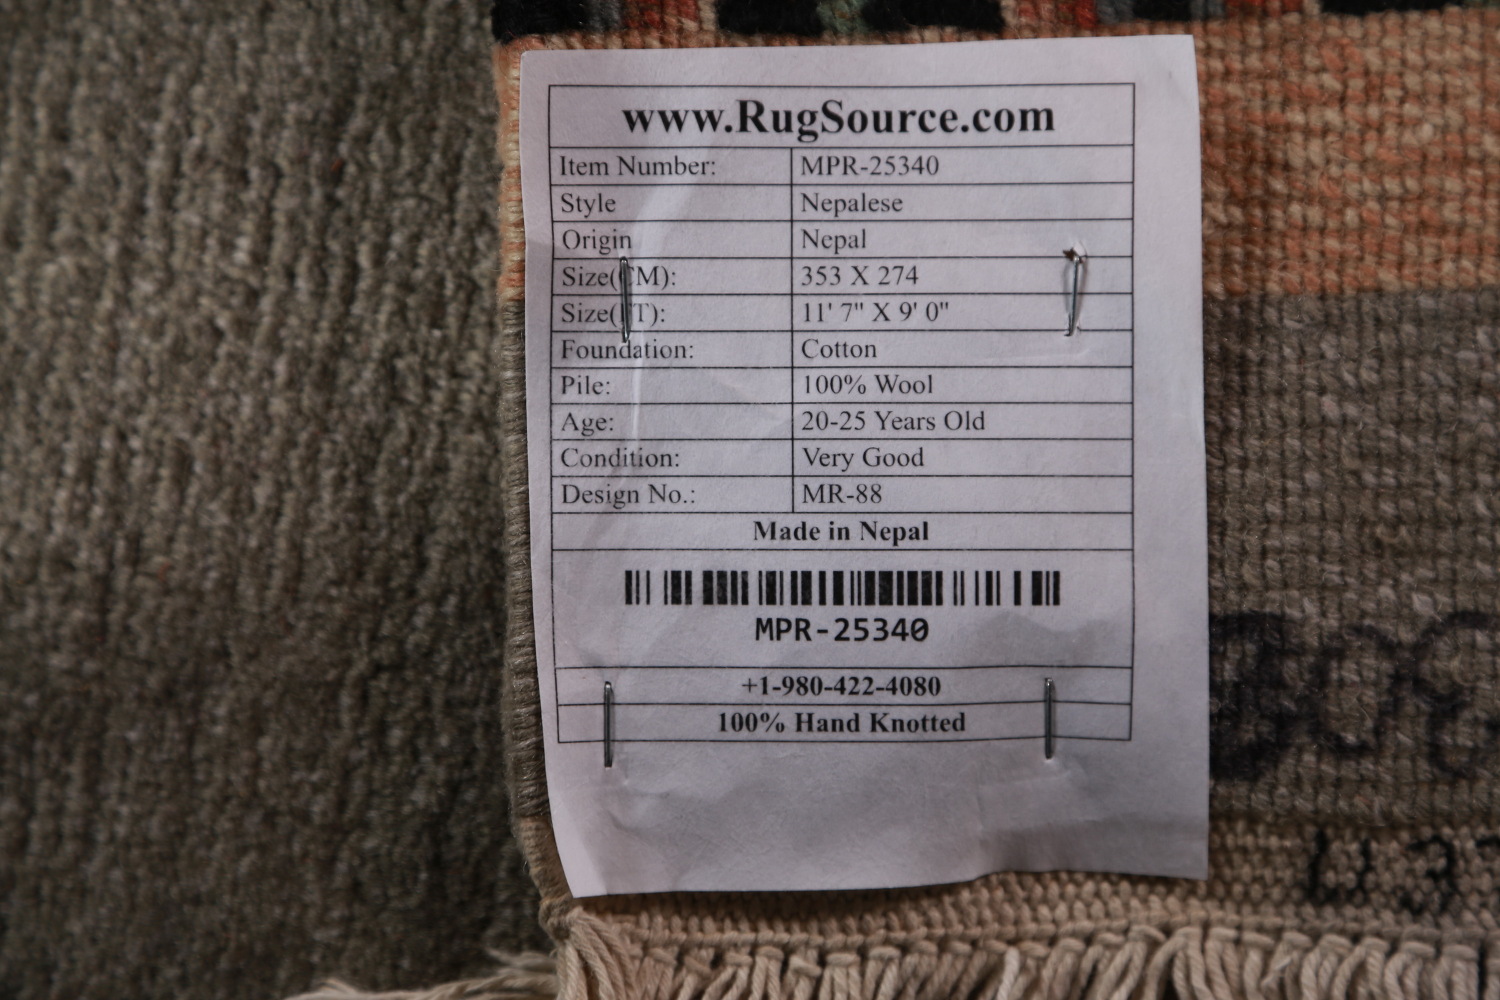 www.RugSource.com
Item Number: MPR-25340
Style Nepalese
Origin Nepal
Size(CM): 353 X 274
Size(FT): 11' 7" X 9' 0"
Foundation: Cotton
Pile: 100% Wool
Age: 20-25 Years Old
Condition: Very Good
Design No.: MR-88
Made in Nepal
MPR-25340
+1-980-422-4080
100% Hand Knotted